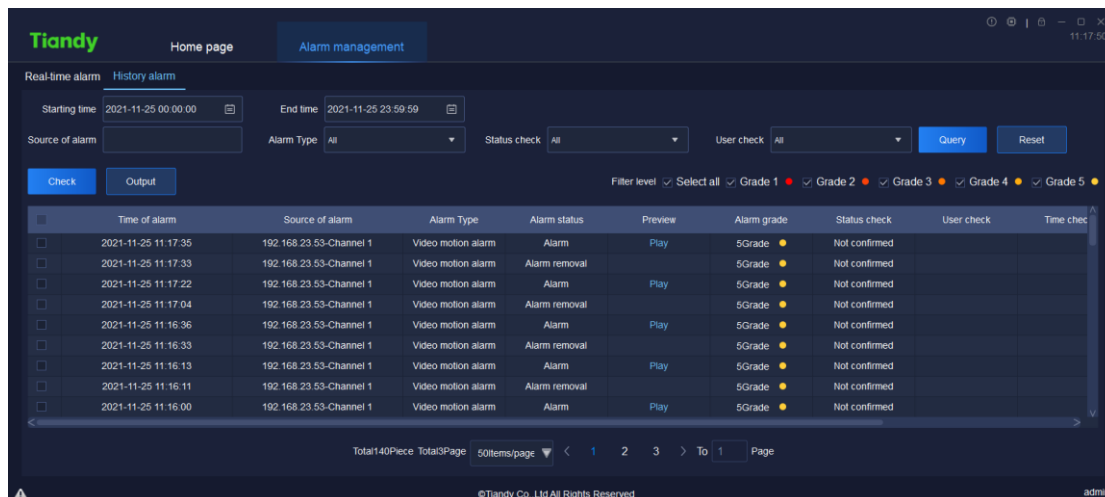 Tiandy Home page Alarm management
11:17:50
Real-time alarm History alarm
Starting time 2021-11-25 00:00:00 End time 2021-11-25 23:59:59
Source of alarm Alarm Type All Status check All User check All Query Reset
Check Output Filter level Select all Grade 1 Grade 2 Grade 3 Grade 4 Grade 5
Time of alarm Source of alarm Alarm Type Alarm status Preview Alarm grade Status check User check Time chec
2021-11-25 11:17:35 192.168.23.53-Channel 1 Video motion alarm Alarm Play 5Grade Not confirmed
2021-11-25 11:17:33 192.168.23.53-Channel 1 Video motion alarm Alarm removal 5Grade Not confirmed
2021-11-25 11:17:22 192.168.23.53-Channel 1 Video motion alarm Alarm Play 5Grade Not confirmed
2021-11-25 11:17:04 192.168.23.53-Channel 1 Video motion alarm Alarm removal 5Grade Not confirmed
2021-11-25 11:16:36 192.168.23.53-Channel 1 Video motion alarm Alarm Play 5Grade Not confirmed
2021-11-25 11:16:33 192.168.23.53-Channel 1 Video motion alarm Alarm removal 5Grade Not confirmed
2021-11-25 11:16:13 192.168.23.53-Channel 1 Video motion alarm Alarm Play 5Grade Not confirmed
2021-11-25 11:16:11 192.168.23.53-Channel 1 Video motion alarm Alarm removal 5Grade Not confirmed
2021-11-25 11:16:00 192.168.23.53-Channel 1 Video motion alarm Alarm Play 5Grade Not confirmed
Total140Piece Total3Page 50Items/page 1 2 3 To 1 Page
©Tiandy Co. Ltd All Rights Reserved admi